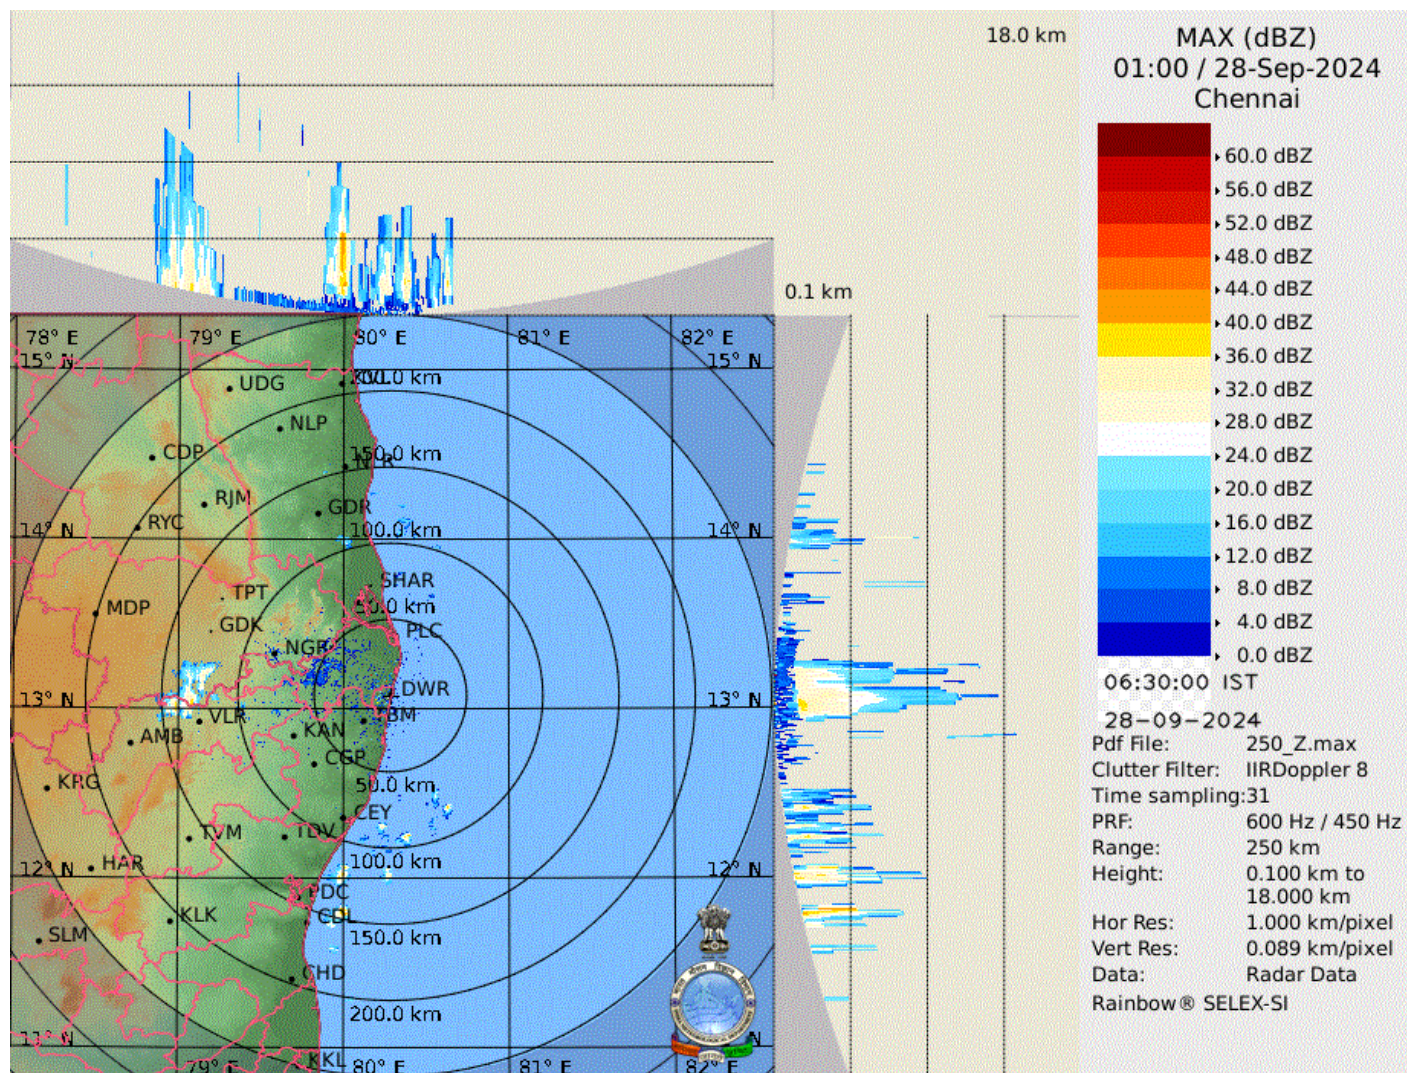 18.0 km
MAX (dBZ)
01:00 / 28-Sep-2024
Chennai
60.0 dBZ
56.0 dBZ
52.0 dBZ
48.0 dBZ
44.0 dBZ
40.0 dBZ
36.0 dBZ
32.0 dBZ
28.0 dBZ
24.0 dBZ
20.0 dBZ
16.0 dBZ
12.0 dBZ
8.0 dBZ
4.0 dBZ
0.0 dBZ
06:30:00 IST
28-09-2024
Pdf File: 250_Z.max
Clutter Filter: IIRDoppler 8
Time sampling:31
PRF: 600 Hz / 450 Hz
Range: 250 km
Height: 0.100 km to
18.000 km
Hor Res: 1.000 km/pixel
Vert Res: 0.089 km/pixel
Data: Radar Data
Rainbow® SELEX-SI
0.1 km
78° E 79° E 80° E 81° E 82° E
15° N 15° N
UDG
200.0 km
NLP
CDP
150.0 km
RJM
GDR
RYC
14° N 100.0 km 14° N
SHAR
TPT
MDP
50.0 km
GDK
PLC
NGR
DWR
13° N 13° N
VLR
BM
KAN
AMB
CGP
KRG
50.0 km
CEY
TVM
TDV
HAR
100.0 km
12° N 12° N
PDC
KLK
CDL
SLM
150.0 km
CHD
200.0 km
11° N 11° N
KKL
79° E 80° E 81° E 82° E